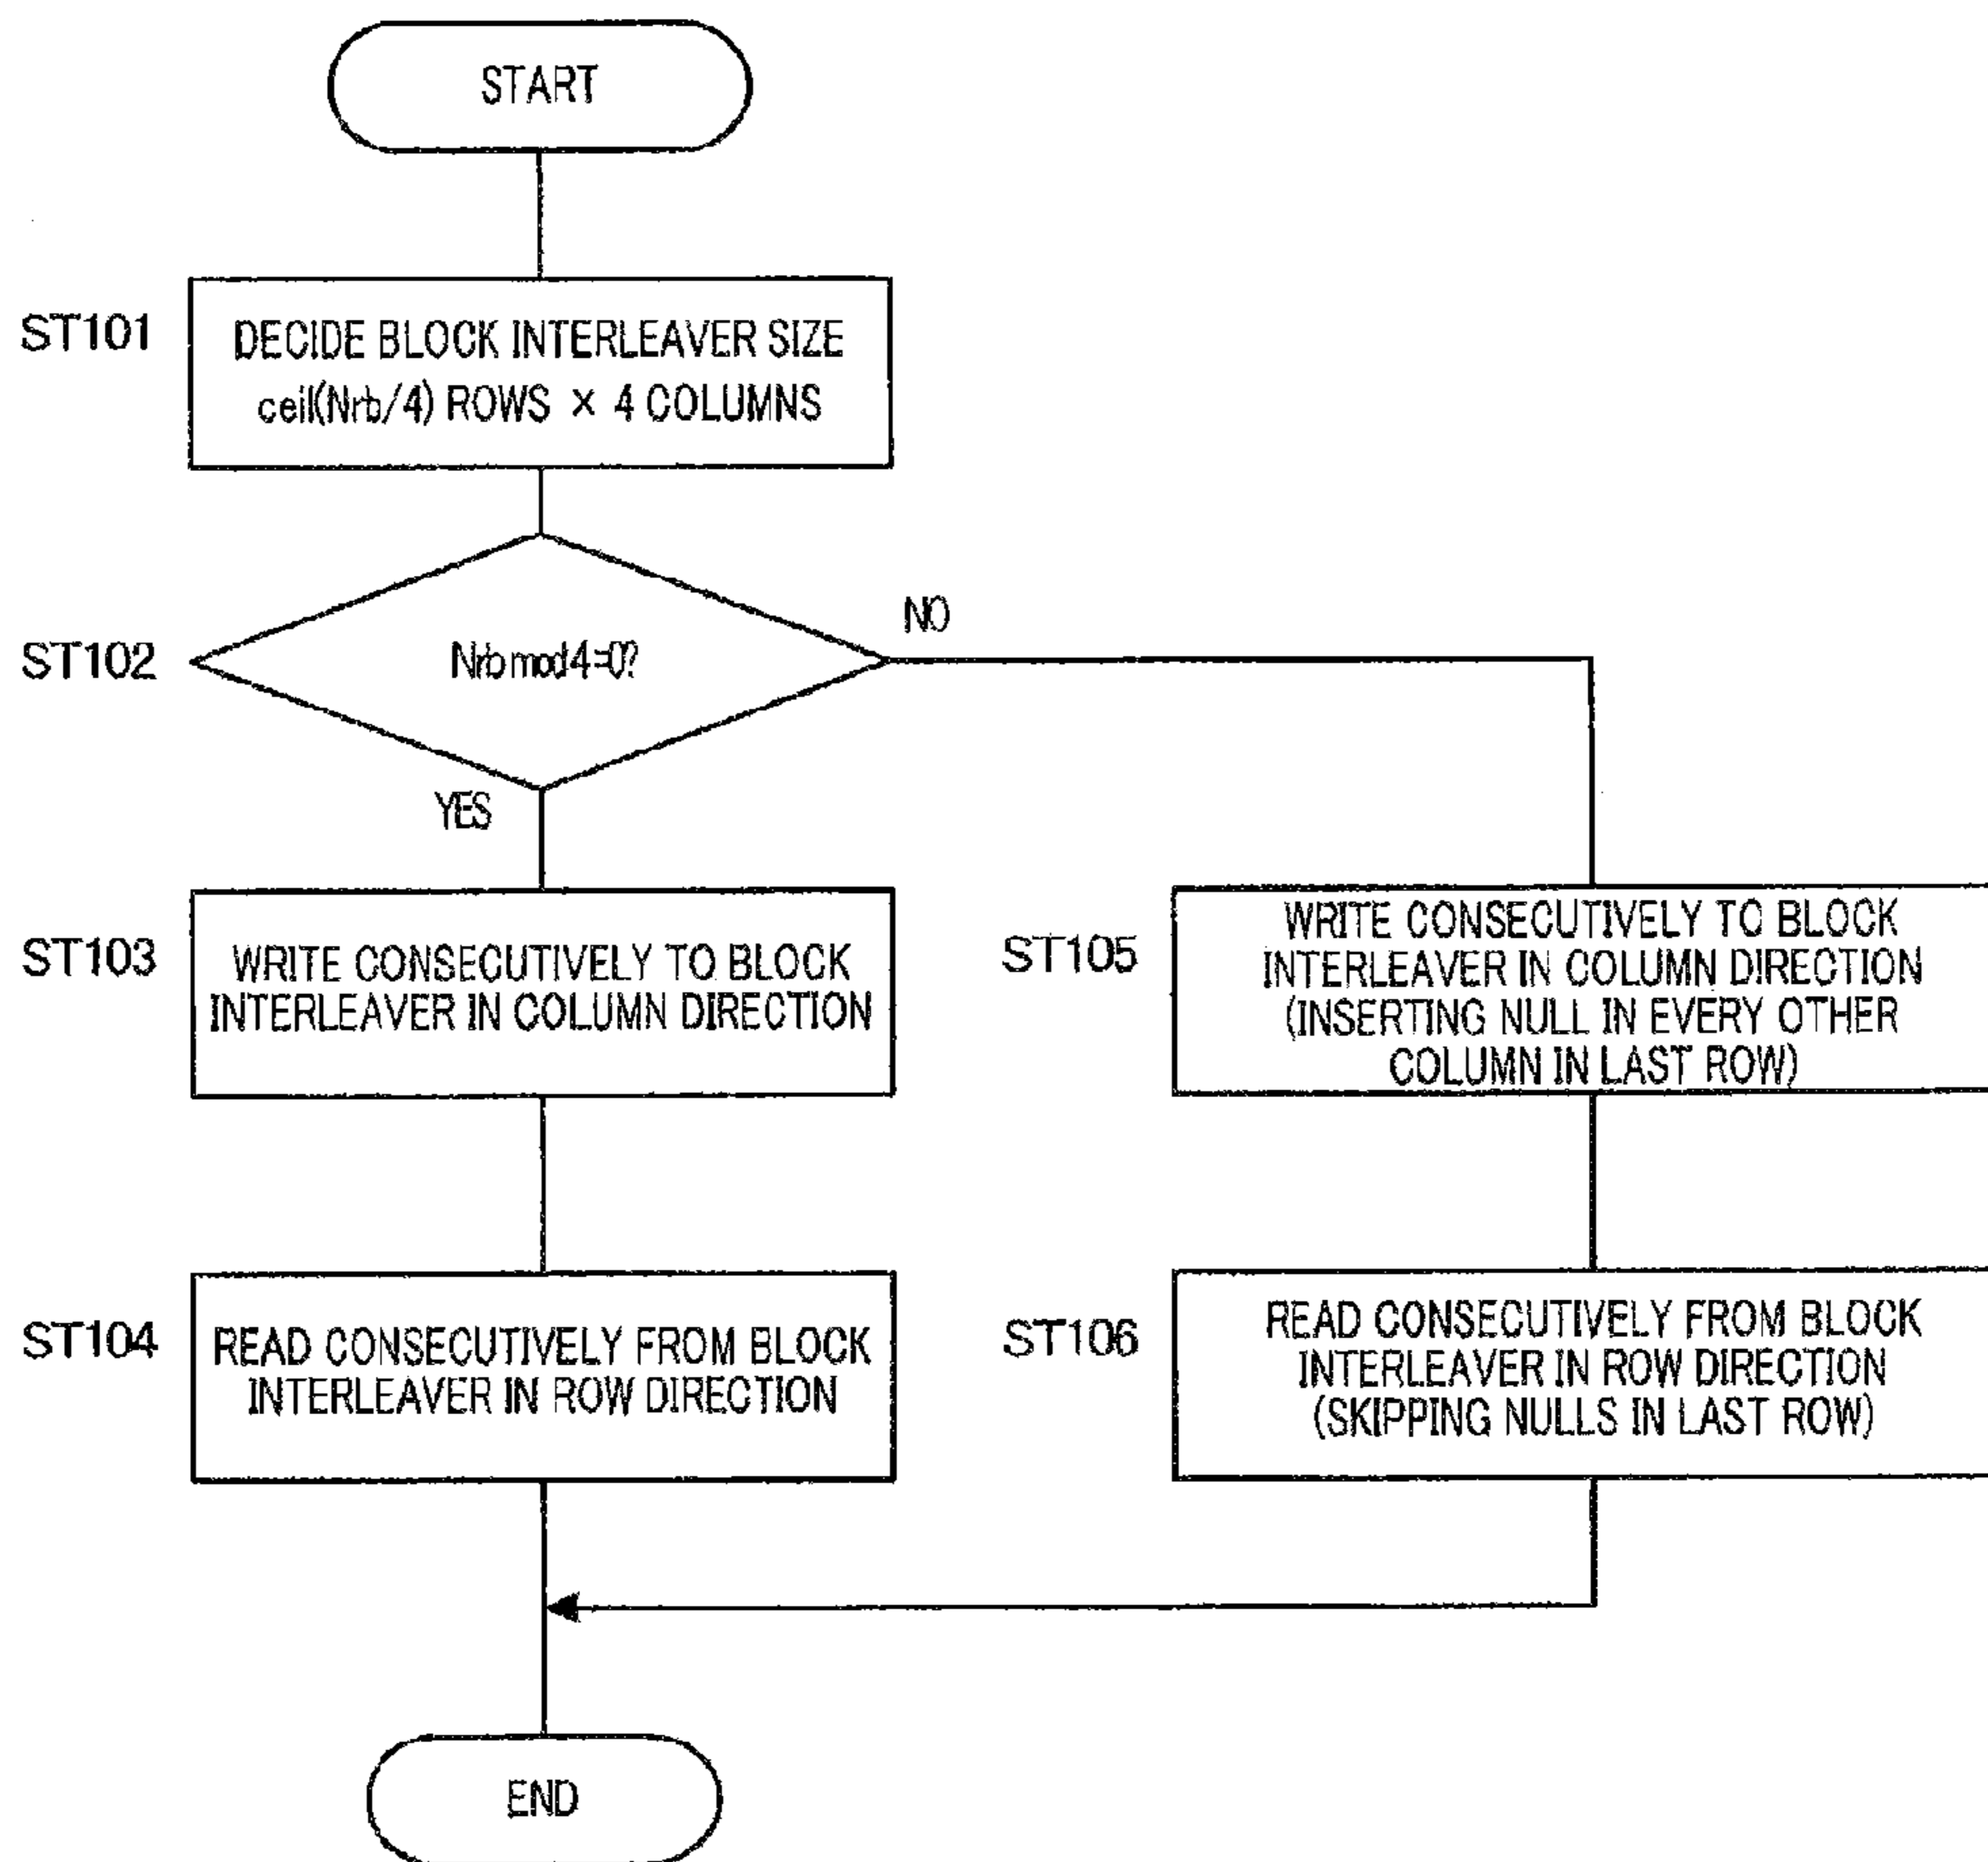 START
ST101
DECIDE BLOCK INTERLEAVER SIZE
ceil(Nrb/4) ROWS × 4 COLUMNS
ST102
Nrb mod 4=0?
NO
YES
ST103
WRITE CONSECUTIVELY TO BLOCK
INTERLEAVER IN COLUMN DIRECTION
ST105
WRITE CONSECUTIVELY TO BLOCK
INTERLEAVER IN COLUMN DIRECTION
(INSERTING NULL IN EVERY OTHER
COLUMN IN LAST ROW)
ST104
READ CONSECUTIVELY FROM BLOCK
INTERLEAVER IN ROW DIRECTION
ST106
READ CONSECUTIVELY FROM BLOCK
INTERLEAVER IN ROW DIRECTION
(SKIPPING NULLS IN LAST ROW)
END